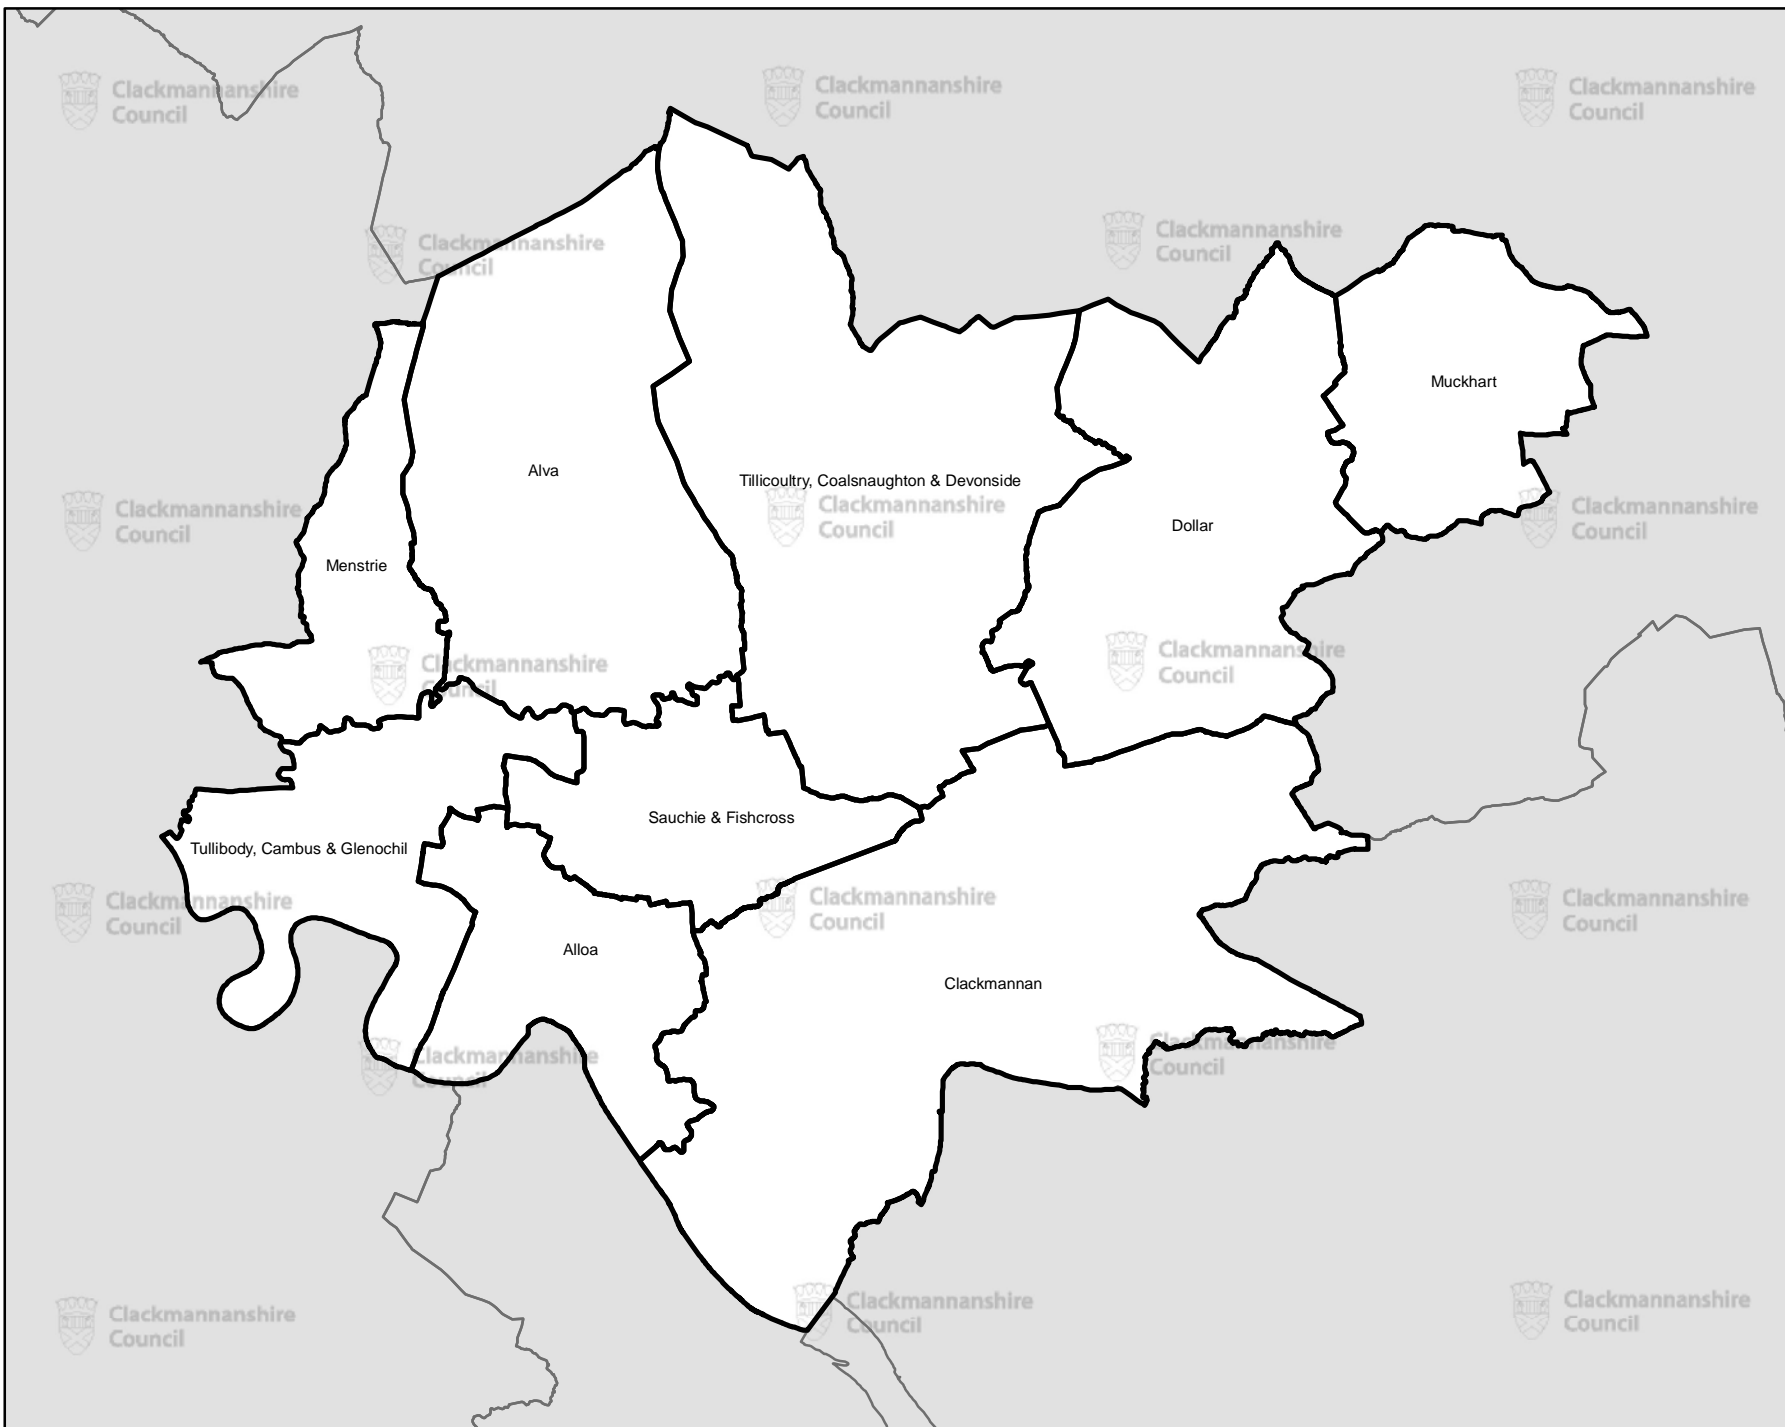 Clackmannanshire
Council
Clackmannanshire
Council
Clackmannanshire
Council
Clackmannanshire
Council
Clackmannanshire
Council
Muckhart
Alva
Tillicoultry, Coalsnaughton & Devonside
Clackmannanshire
Council
Clackmannanshire
Council
Clackmannanshire
Council
Dollar
Menstrie
Clackmannanshire
Council
Clackmannanshire
Council
Sauchie & Fishcross
Tullibody, Cambus & Glenochil
Clackmannanshire
Council
Clackmannanshire
Council
Clackmannanshire
Council
Alloa
Clackmannan
Clackmannanshire
Council
Clackmannanshire
Council
Clackmannanshire
Council
Clackmannanshire
Council
Clackmannanshire
Council